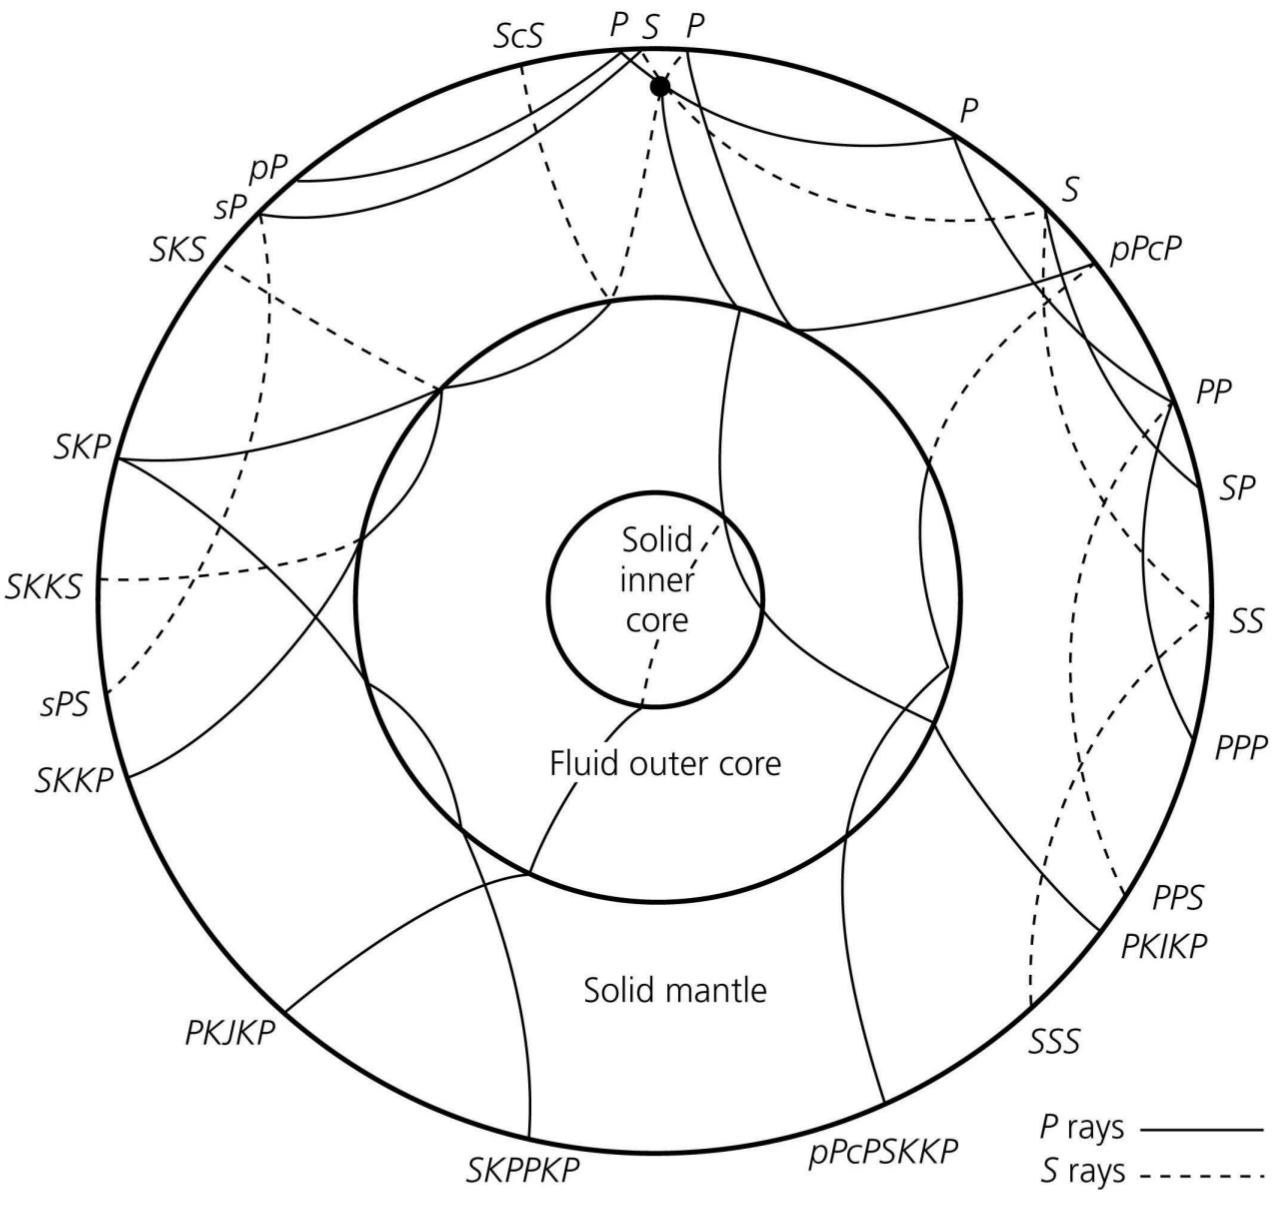 ScS
P
S
P
P
S
pP
sP
SKS
pPcP
PP
SKP
SP
Solid
inner
core
SKKS
SS
sPS
PPP
SKKP
Fluid outer core
PPS
PKIKP
Solid mantle
PKJKP
SSS
P rays
S rays
pPcPSKKP
SKPPKP